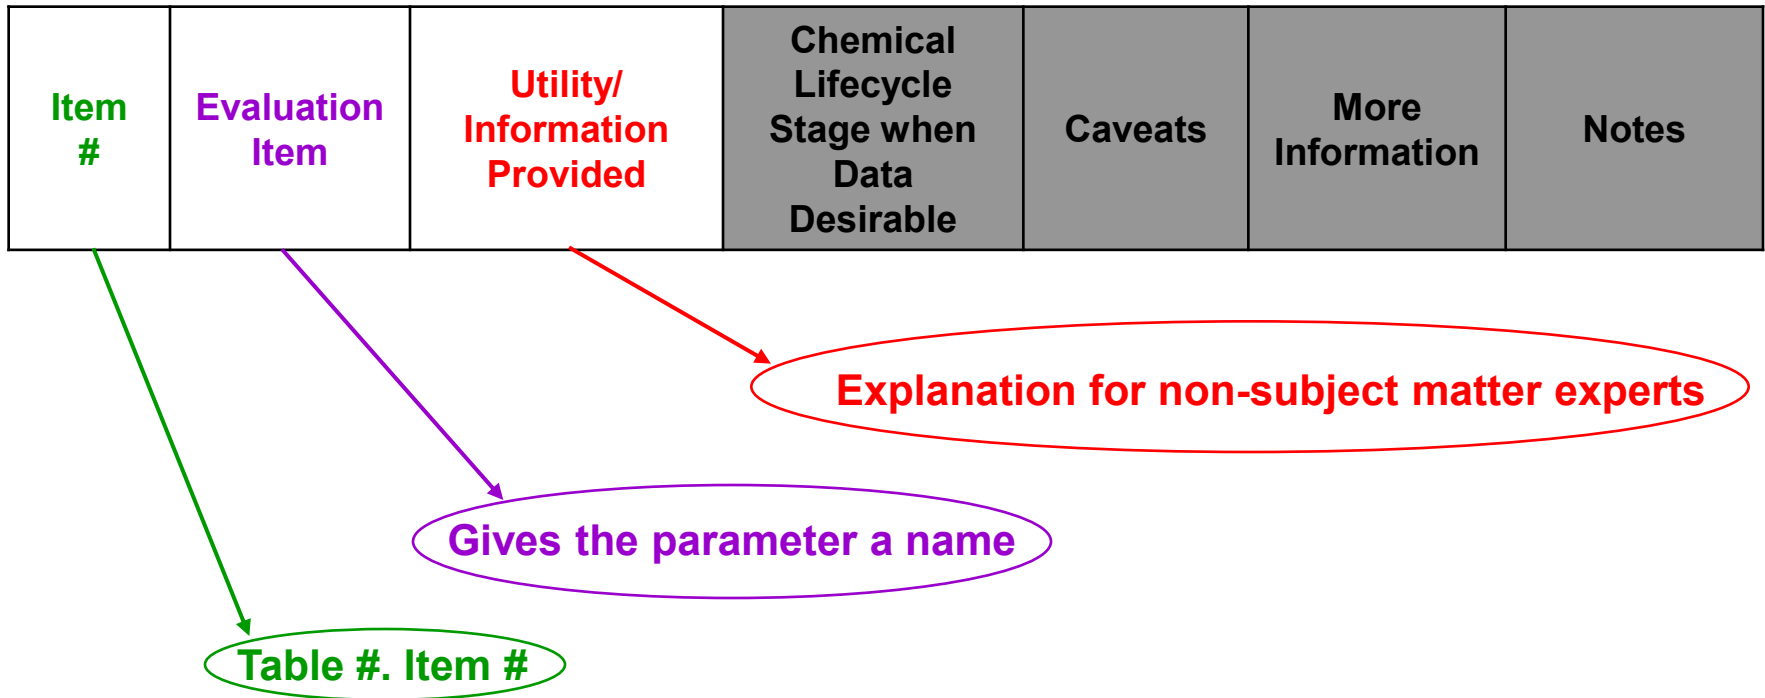 Item
#
Evaluation
Item
Utility/
Information
Provided
Chemical
Lifecycle
Stage when
Data
Desirable
Caveats
More
Information
Notes
Explanation for non-subject matter experts
Gives the parameter a name
Table #. Item #